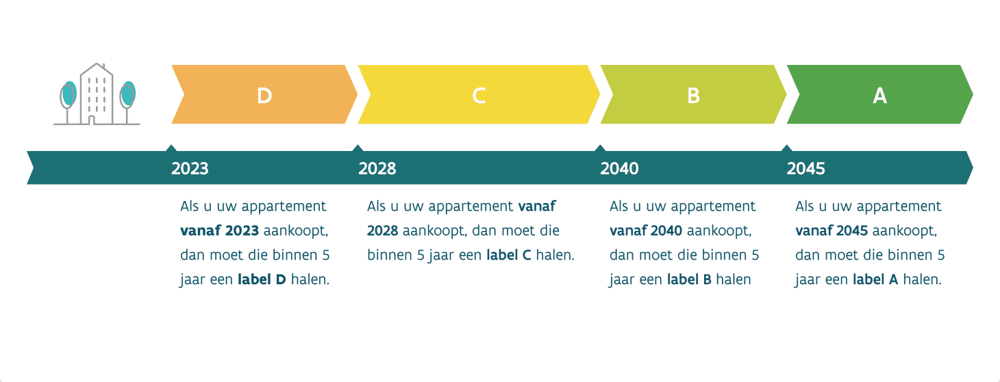 D
C
B
A
2023
2028
2040
2045
Als u uw appartement
vanaf 2023 aankoopt,
dan moet die binnen 5
jaar een label D halen.
Als u uw appartement vanaf
2028 aankoopt, dan moet die
binnen 5 jaar een label C halen.
Als u uw appartement
vanaf 2040 aankoopt,
dan moet die binnen 5
jaar een label B halen
Als u uw appartement
vanaf 2045 aankoopt,
dan moet die binnen 5
jaar een label A halen.